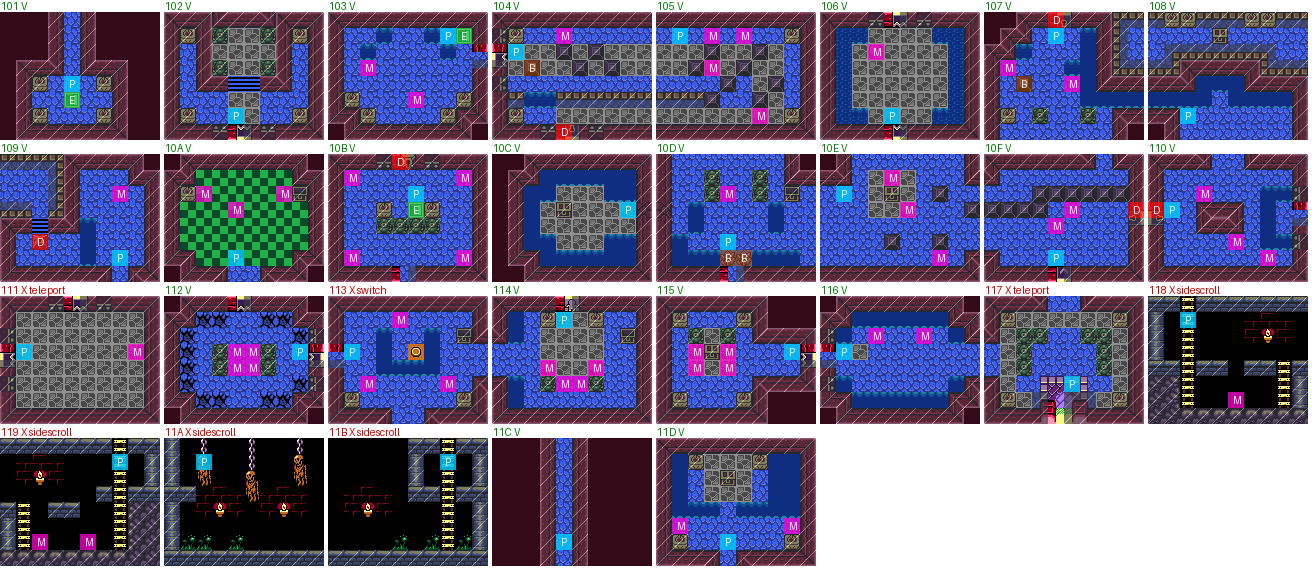 101 V 102 V 103 V 104 V 105 V 106 V 107 V 108 V
P E P P E M M P B M D P M M M M M P D P M B M P
109 V 10A V 10B V 10C V 10D V 10E V 10F V 110 V
M D P M M M P D M M P E M M P M P B B M P M M D M P D M P M M
111 X teleport 112 V 113 X switch 114 V 115 V 116 V 117 X teleport 118 X sidescroll
P M M M P M M M P M M P M M M M M M P M M M M P P M
119 X sidescroll 11A X sidescroll 11B X sidescroll 11C V 11D V
P M M P P P M M P